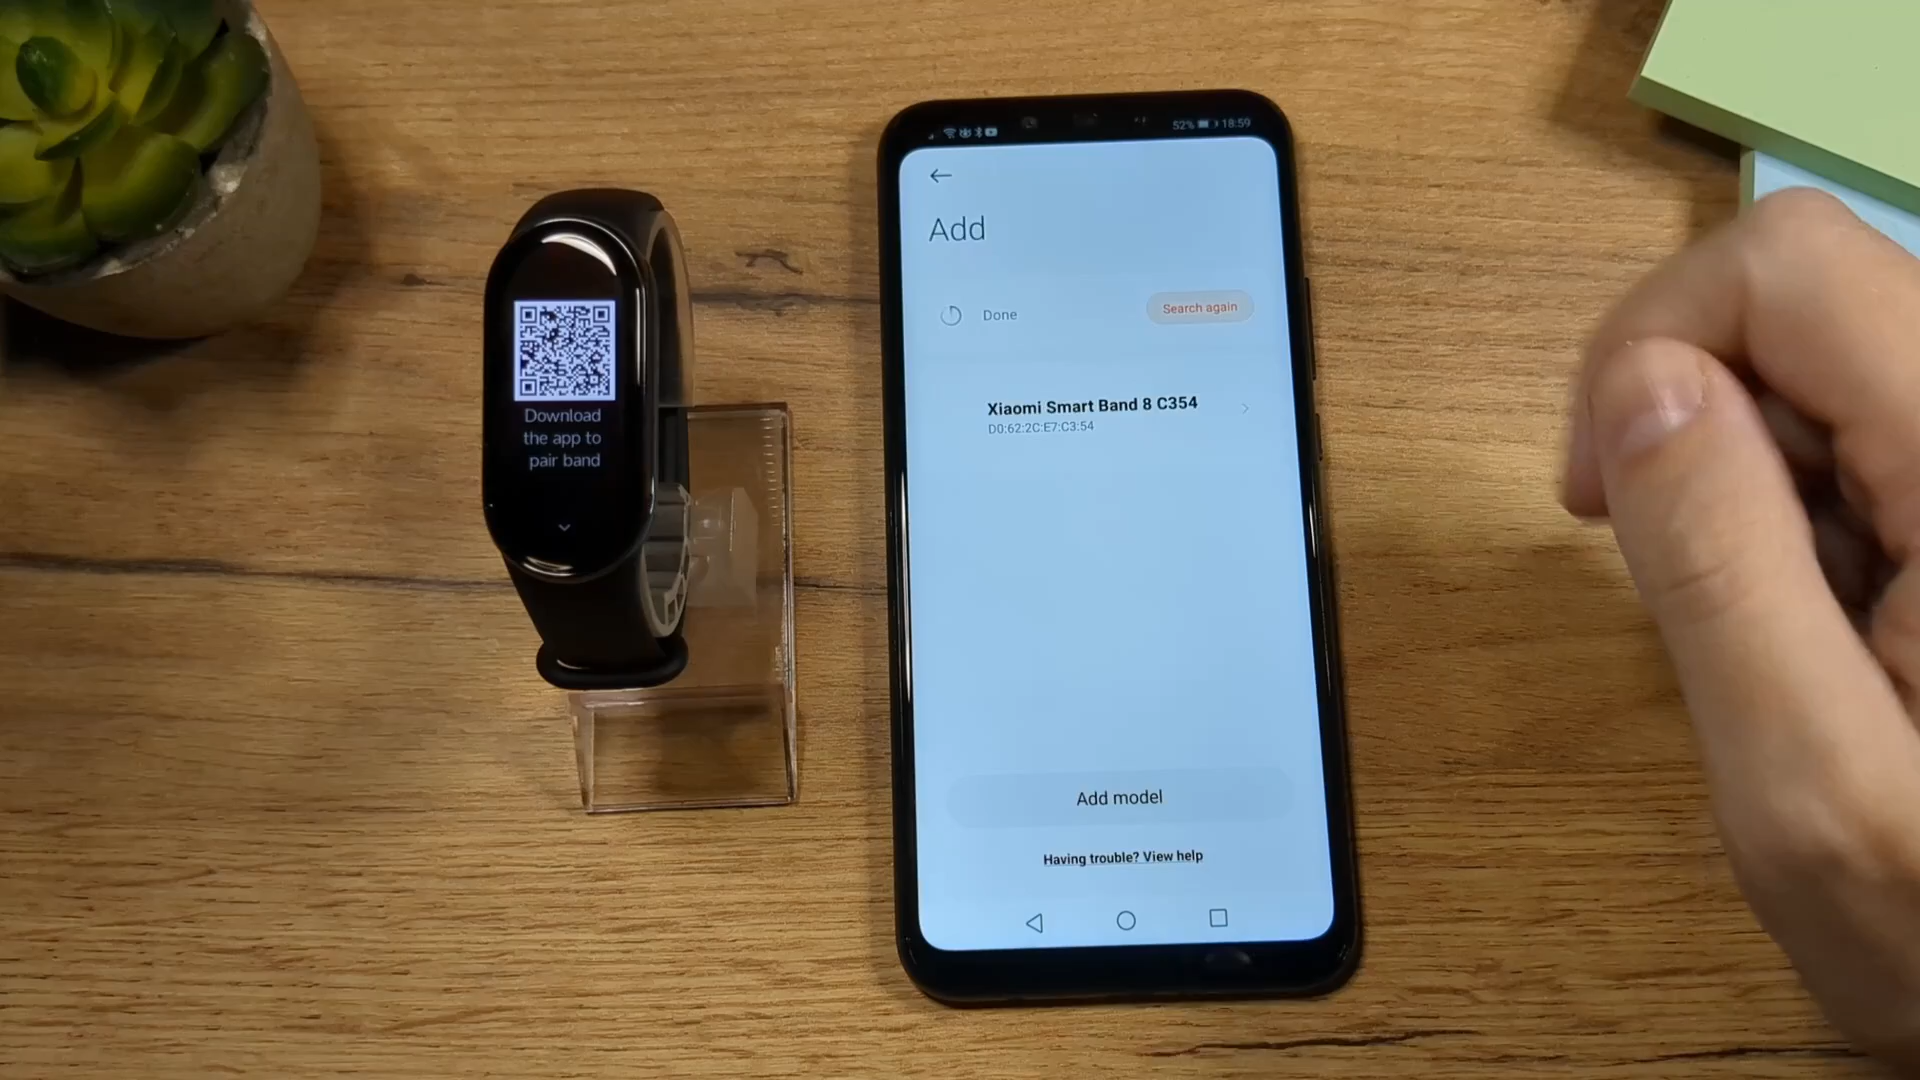 Download
the app to
pair band
52% 18:59
Add
Done
Search again
Xiaomi Smart Band 8 C354
D0:62:2C:E7:C3:54
Add model
Having trouble? View help